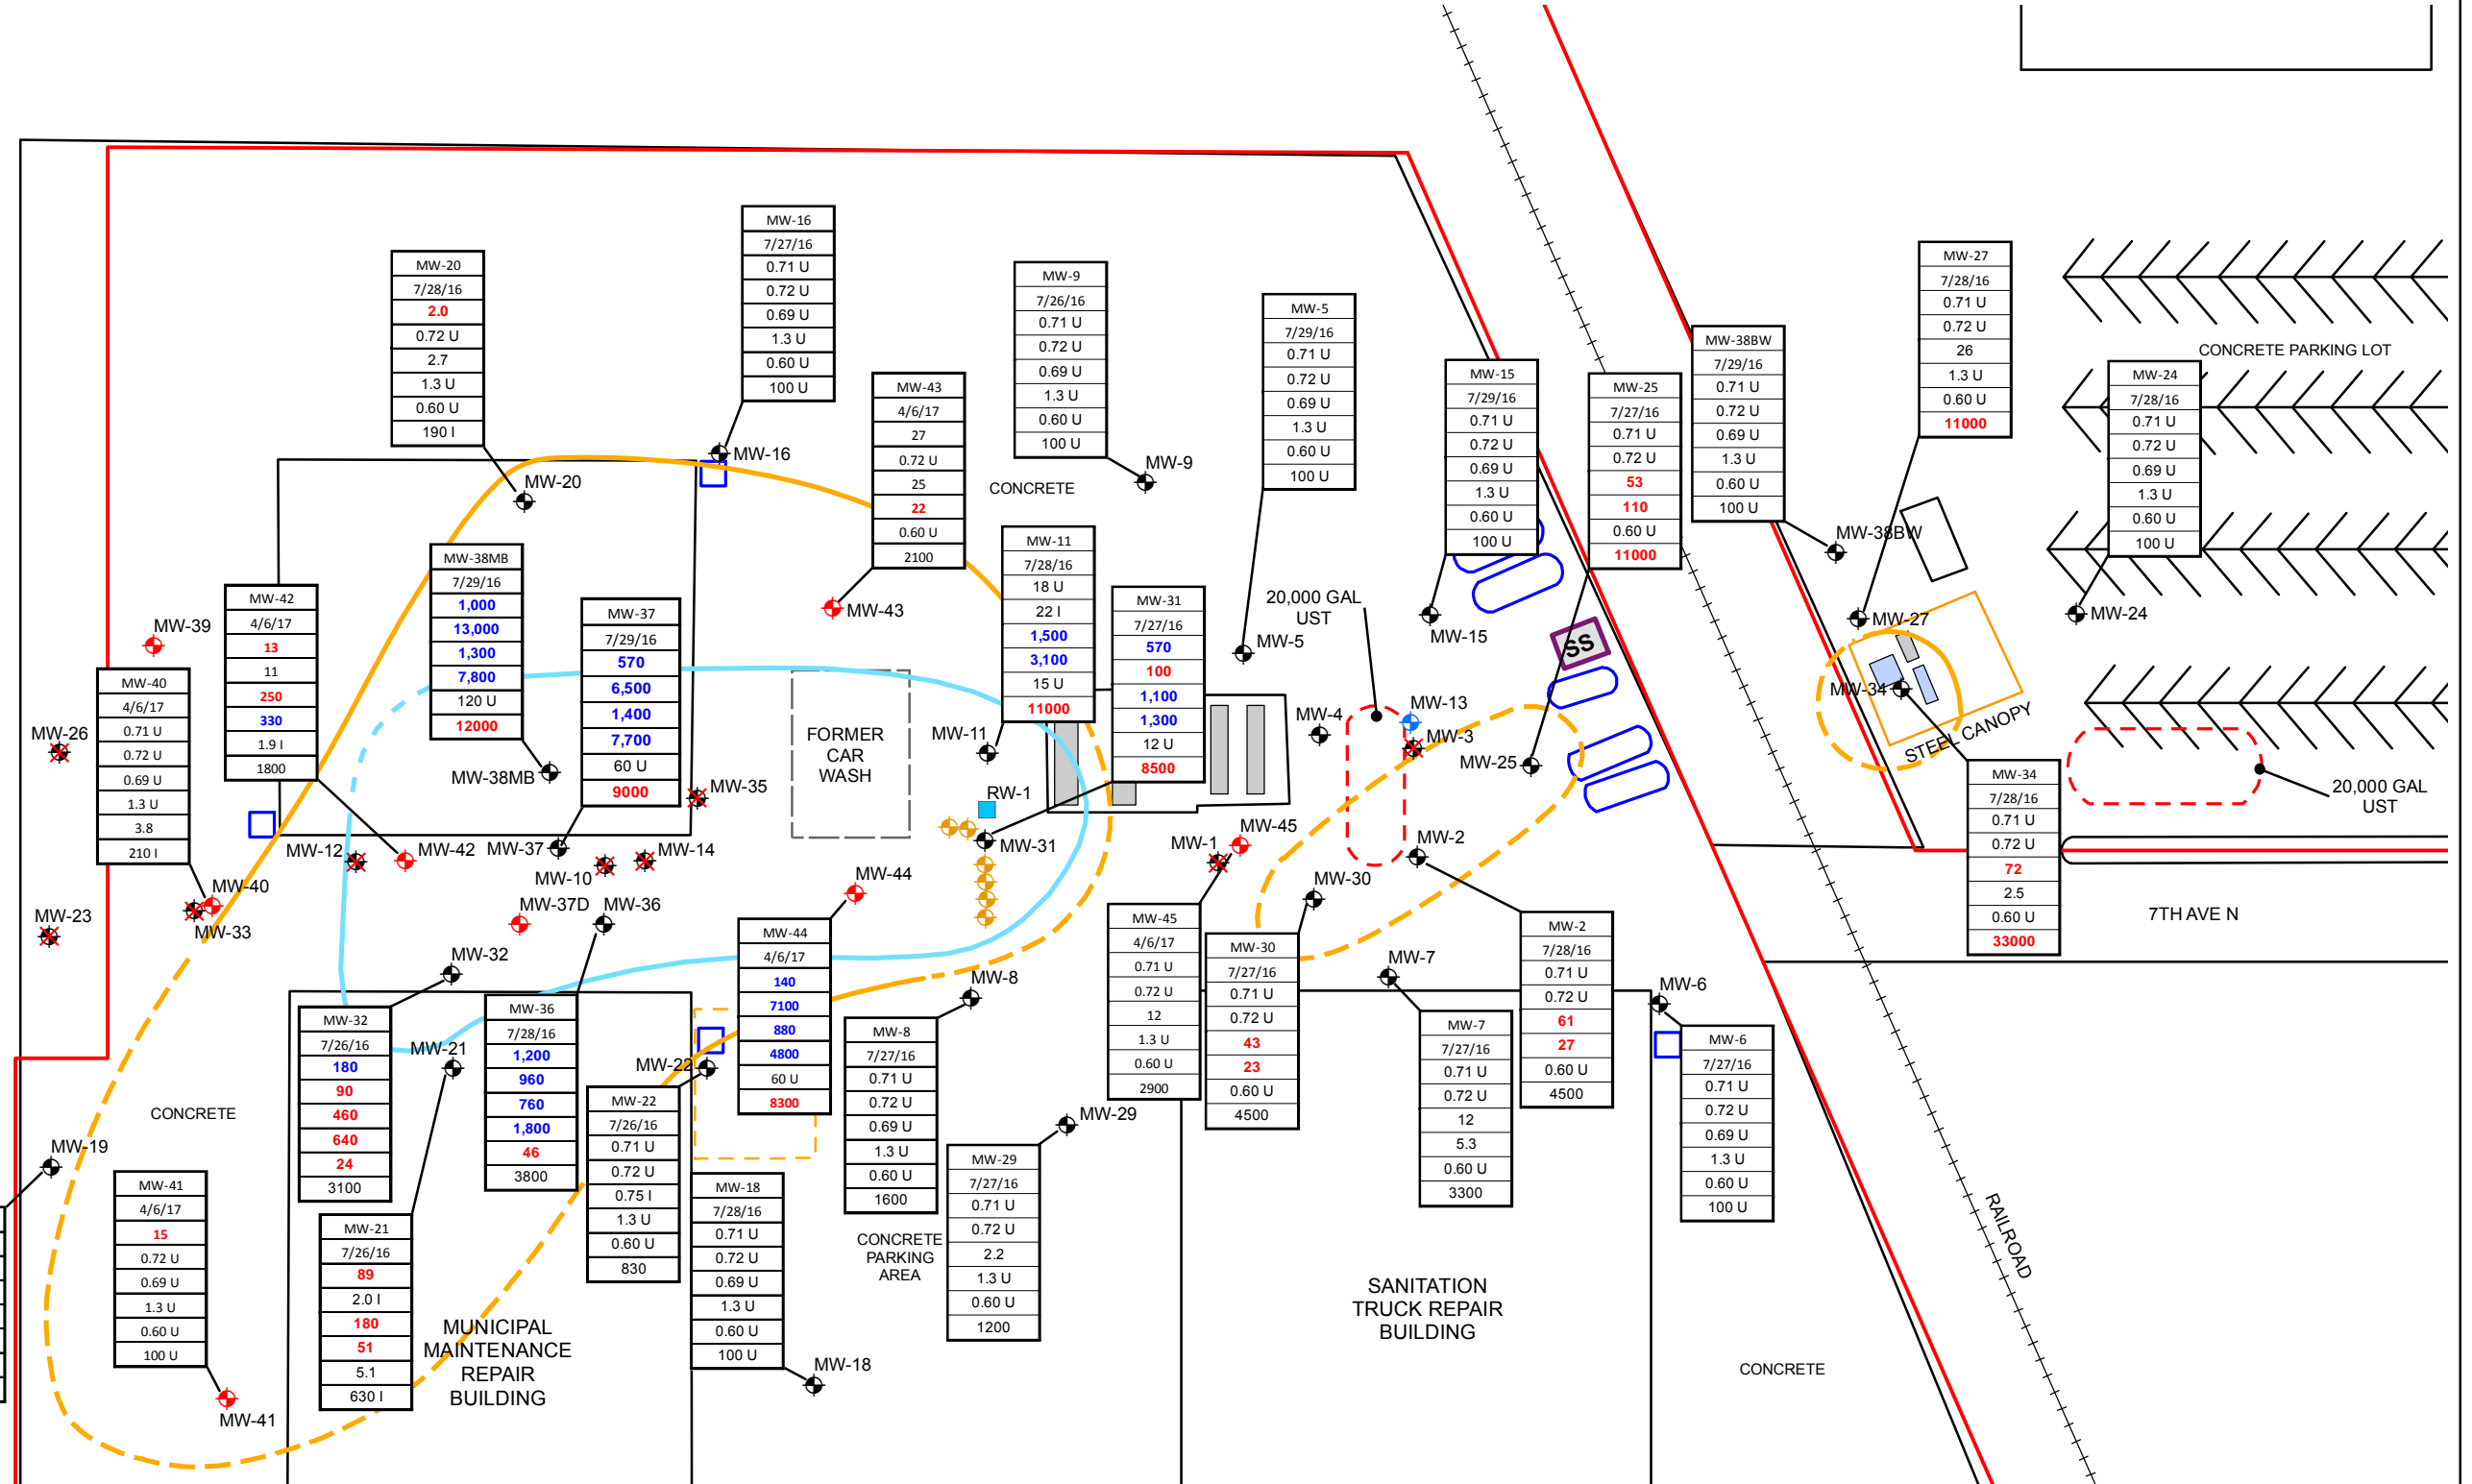 MW-16
7/27/16
0.71 U
0.72 U
0.69 U
1.3 U
0.60 U
100 U
MW-20
7/28/16
2.0
0.72 U
2.7
1.3 U
0.60 U
190 I
MW-9
7/26/16
0.71 U
0.72 U
0.69 U
1.3 U
0.60 U
100 U
MW-5
7/29/16
0.71 U
0.72 U
0.69 U
1.3 U
0.60 U
100 U
MW-27
7/28/16
0.71 U
0.72 U
26
1.3 U
0.60 U
11000
MW-38BW
7/29/16
0.71 U
0.72 U
0.69 U
1.3 U
0.60 U
100 U
CONCRETE PARKING LOT
MW-15
7/29/16
0.71 U
0.72 U
0.69 U
1.3 U
0.60 U
100 U
MW-24
7/28/16
0.71 U
0.72 U
0.69 U
1.3 U
0.60 U
100 U
MW-43
4/6/17
27
0.72 U
25
22
0.60 U
2100
MW-25
7/27/16
0.71 U
0.72 U
53
110
0.60 U
11000
MW-16
MW-9
MW-20
CONCRETE
MW-38BW
MW-11
7/28/16
18 U
22 I
1,500
3,100
15 U
11000
MW-38MB
7/29/16
1,000
13,000
1,300
7,800
120 U
12000
MW-42
4/6/17
13
11
250
330
1.9 I
1800
MW-37
7/29/16
570
6,500
1,400
7,700
60 U
9000
MW-31
7/27/16
570
100
1,100
1,300
12 U
8500
20,000 GAL
UST
MW-43
MW-39
MW-5
MW-15
SS
MW-27
MW-24
MW-40
4/6/17
0.71 U
0.72 U
0.69 U
1.3 U
3.8
210 I
MW-34
STEEL CANOPY
MW-26
FORMER
CAR
WASH
MW-11
MW-4
MW-13
MW-3
MW-25
MW-38MB
MW-35
MW-34
7/28/16
0.71 U
0.72 U
72
2.5
0.60 U
33000
20,000 GAL
UST
RW-1
MW-12
MW-42
MW-37
MW-10
MW-14
MW-31
MW-1
MW-45
MW-2
MW-40
MW-33
MW-23
MW-37D
MW-36
MW-44
MW-30
7TH AVE N
MW-45
4/6/17
0.71 U
0.72 U
12
1.3 U
0.60 U
2900
MW-2
7/28/16
0.71 U
0.72 U
61
27
0.60 U
4500
MW-44
4/6/17
140
7100
880
4800
60 U
8300
MW-30
7/27/16
0.71 U
0.72 U
43
23
0.60 U
4500
MW-32
MW-8
MW-7
MW-6
MW-36
7/28/16
1,200
960
760
1,800
46
3800
MW-32
7/26/16
180
90
460
640
24
3100
MW-8
7/27/16
0.71 U
0.72 U
0.69 U
1.3 U
0.60 U
1600
MW-7
7/27/16
0.71 U
0.72 U
12
5.3
0.60 U
3300
MW-6
7/27/16
0.71 U
0.72 U
0.69 U
1.3 U
0.60 U
100 U
MW-21
MW-22
MW-22
7/26/16
0.71 U
0.72 U
0.75 I
1.3 U
0.60 U
830
CONCRETE
MW-29
MW-19
MW-29
7/27/16
0.71 U
0.72 U
2.2
1.3 U
0.60 U
1200
MW-41
4/6/17
15
0.72 U
0.69 U
1.3 U
0.60 U
100 U
MW-18
7/28/16
0.71 U
0.72 U
0.69 U
1.3 U
0.60 U
100 U
MW-21
7/26/16
89
2.0 I
180
51
5.1
630 I
CONCRETE
PARKING
AREA
RAILROAD
SANITATION
TRUCK REPAIR
BUILDING
MUNICIPAL
MAINTENANCE
REPAIR
BUILDING
MW-18
CONCRETE
MW-41